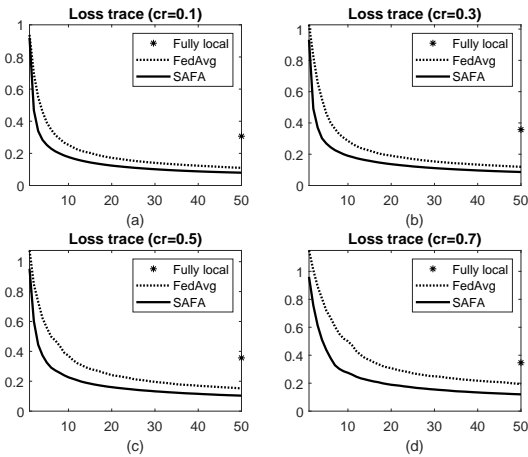 Loss trace (cr=0.1)
1
0.8
0.6
0.4
0.2
0
Fully local
FedAvg
SAFA
10 20 30 40 50
(a)
Loss trace (cr=0.3)
1
0.8
0.6
0.4
0.2
0
Fully local
FedAvg
SAFA
10 20 30 40 50
(b)
Loss trace (cr=0.5)
1
0.8
0.6
0.4
0.2
0
Fully local
FedAvg
SAFA
10 20 30 40 50
(c)
Loss trace (cr=0.7)
1
0.8
0.6
0.4
0.2
0
Fully local
FedAvg
SAFA
10 20 30 40 50
(d)